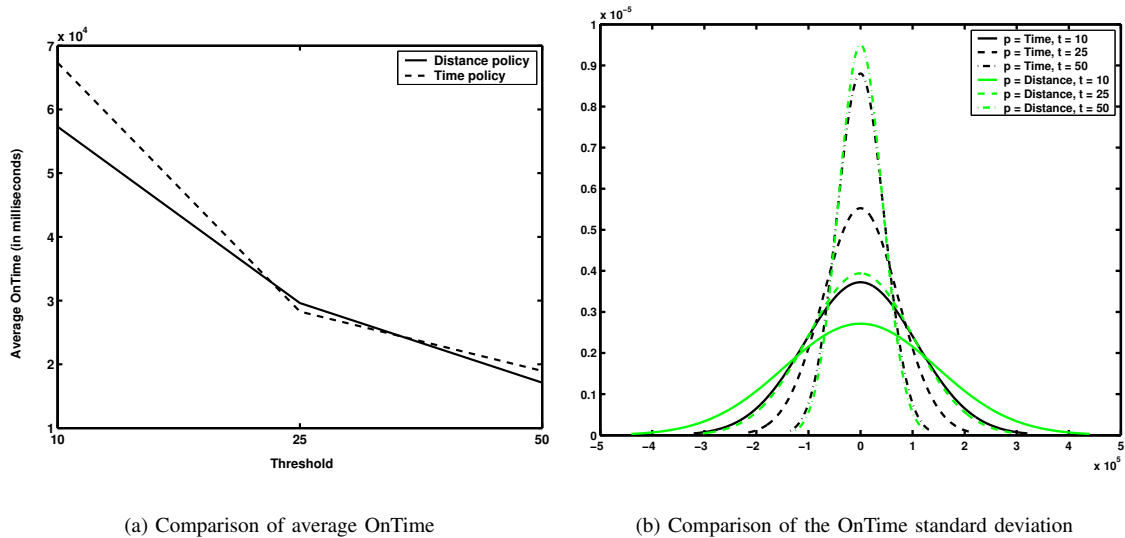 x 10^4
7
6
5
4
3
2
1
10
25
50
Average OnTime (in milliseconds)
Threshold
Distance policy
Time policy
(a) Comparison of average OnTime
x 10^-5
1
0.9
0.8
0.7
0.6
0.5
0.4
0.3
0.2
0.1
0
−5
−4
−3
−2
−1
0
1
2
3
4
5
x 10^5
p = Time, t = 10
p = Time, t = 25
p = Time, t = 50
p = Distance, t = 10
p = Distance, t = 25
p = Distance, t = 50
(b) Comparison of the OnTime standard deviation